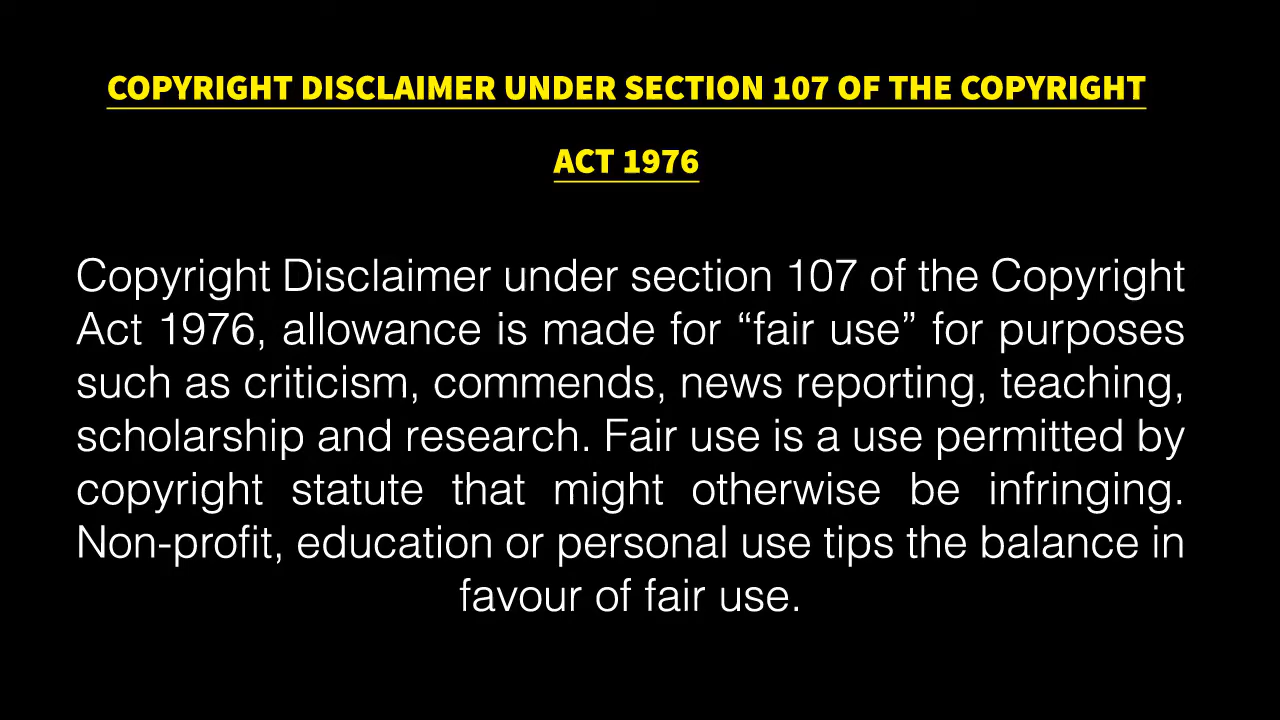 COPYRIGHT DISCLAIMER UNDER SECTION 107 OF THE COPYRIGHT
ACT 1976
Copyright Disclaimer under section 107 of the Copyright
Act 1976, allowance is made for “fair use” for purposes
such as criticism, commends, news reporting, teaching,
scholarship and research. Fair use is a use permitted by
copyright statute that might otherwise be infringing.
Non-profit, education or personal use tips the balance in
favour of fair use.